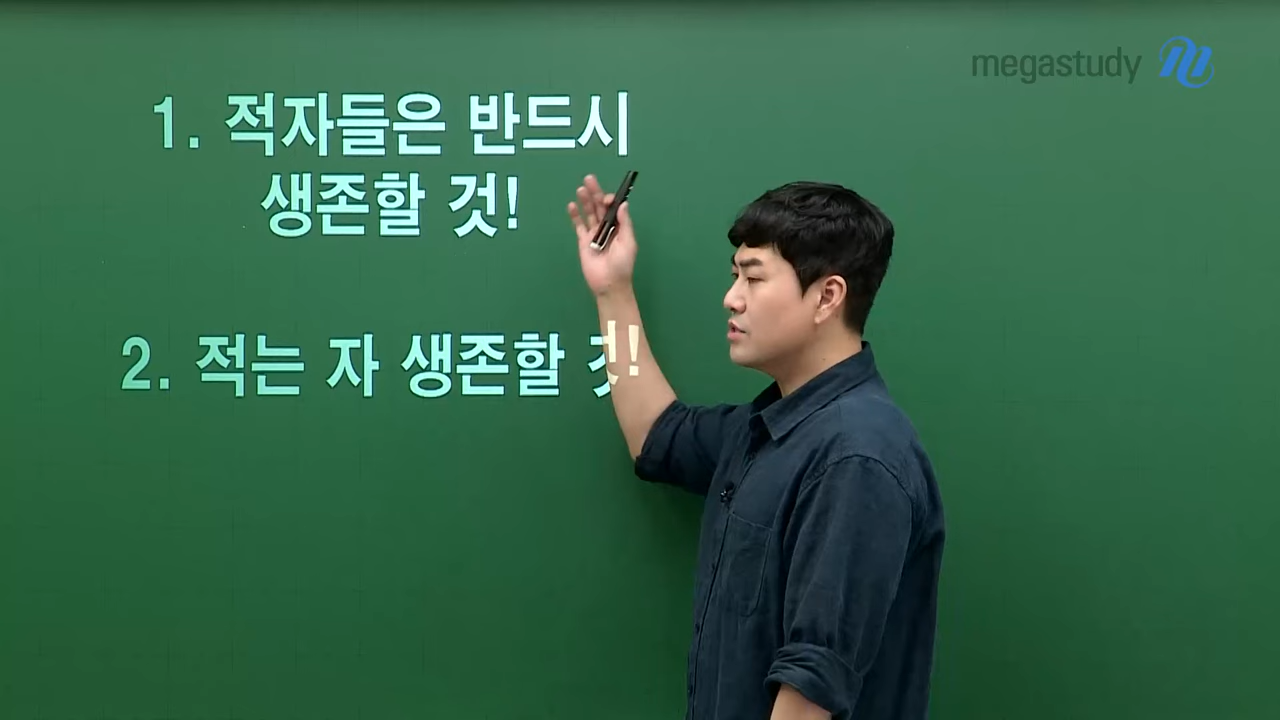 megastudy
1. 적자들은 반드시
생존할 것!
2. 적는 자 생존할 것!